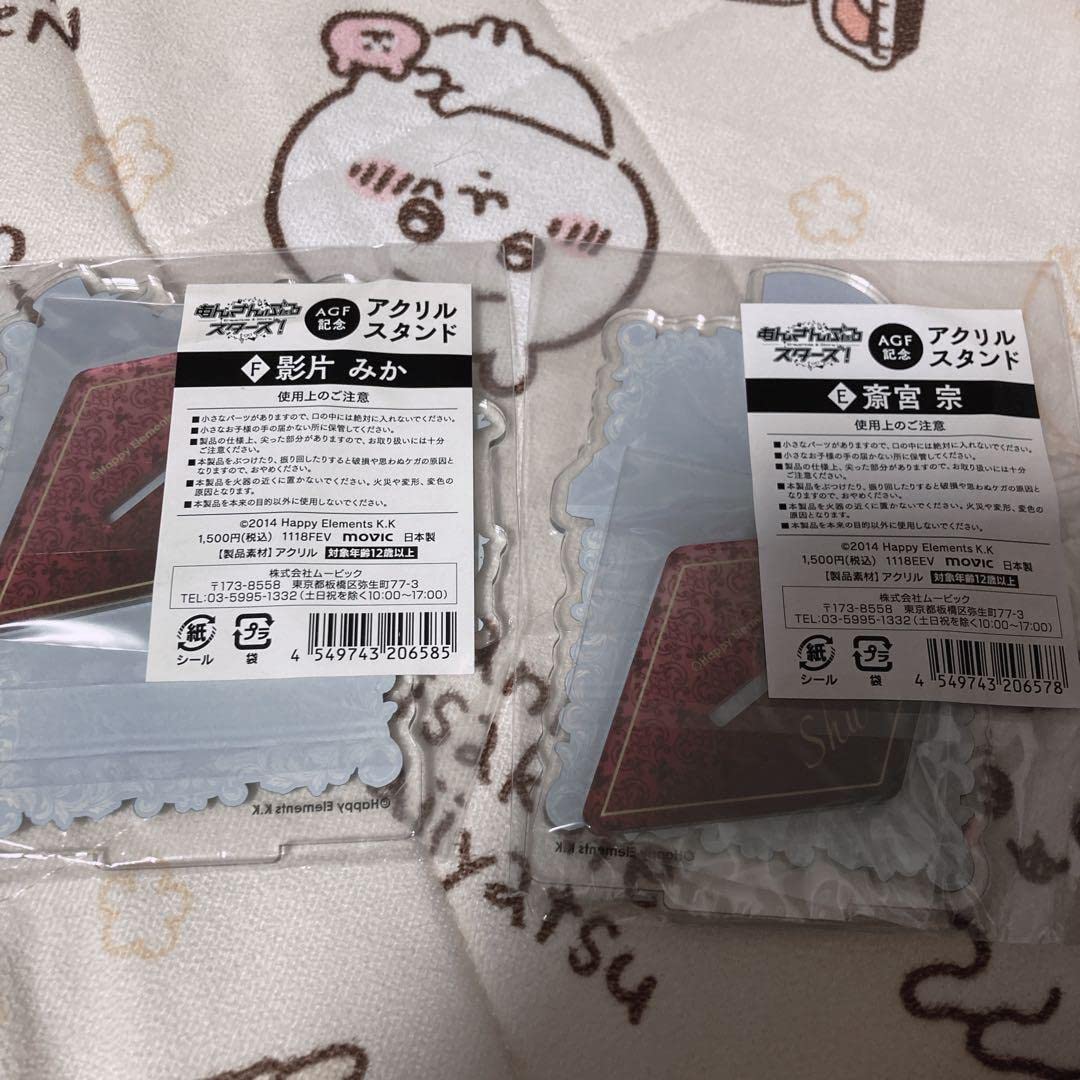 あんさんぶる
スターズ!
AGF
記念
アクリル
スタンド
F 影片 みか
使用上のご注意
■小さなパーツがありますので、口の中には絶対に入れないでください。
■小さなお子様の手の届かない所に保管してください。
■製品の仕様上、尖った部分がありますので、お取り扱いには十分
ご注意ください。
■本製品をぶつけたり、振り回したりすると破損や思わぬケガの原因と
なりますので、おやめください。
■本製品を火器の近くに置かないでください。火災や変形、変色の
原因となります。
■本製品を本来の目的以外に使用しないでください。
©2014 Happy Elements K.K
1,500円(税込) 1118FEV movic 日本製
【製品素材】アクリル 対象年齢12歳以上
株式会社ムービック
〒173-8558 東京都板橋区弥生町77-3
TEL:03-5995-1332(土日祝を除く10:00〜17:00)
紙
シール
プラ
袋
4 549743 206585
©Happy Elements
©Happy Elements K.K
あんさんぶる
スターズ!
AGF
記念
アクリル
スタンド
E 斎宮 宗
使用上のご注意
■小さなパーツがありますので、口の中には絶対に入れないでください。
■小さなお子様の手の届かない所に保管してください。
■製品の仕様上、尖った部分がありますので、お取り扱いには十分
ご注意ください。
■本製品をぶつけたり、振り回したりすると破損や思わぬケガの原因と
なりますので、おやめください。
■本製品を火器の近くに置かないでください。火災や変形、変色の
原因となります。
■本製品を本来の目的以外に使用しないでください。
©2014 Happy Elements K.K
1,500円(税込) 1118EEV movic 日本製
【製品素材】アクリル 対象年齢12歳以上
株式会社ムービック
〒173-8558 東京都板橋区弥生町77-3
TEL:03-5995-1332(土日祝を除く10:00〜17:00)
紙
シール
プラ
袋
4 549743 206578
©Happy
Shu
©Happy Elements K.K